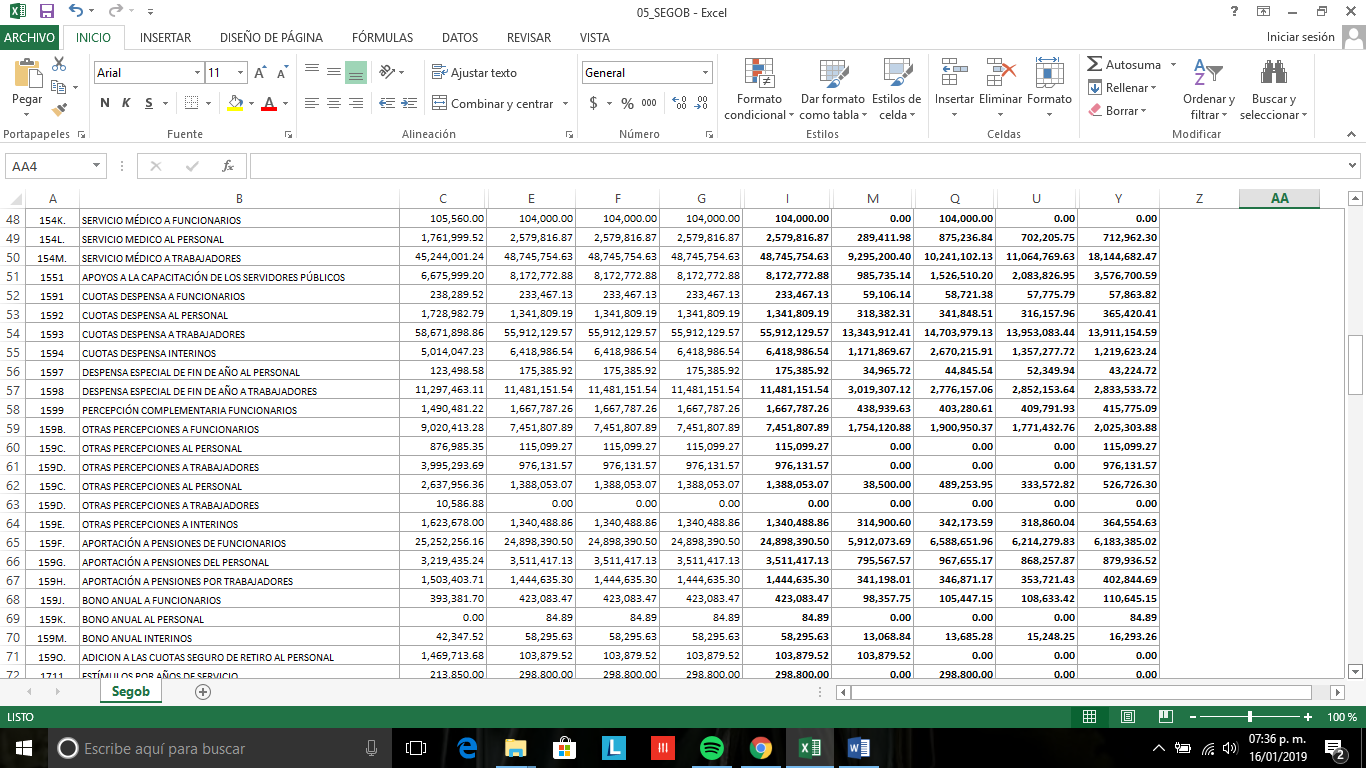 05_SEGOB - Excel
ARCHIVO INICIO INSERTAR DISEÑO DE PÁGINA FÓRMULAS DATOS REVISAR VISTA Iniciar sesión
Arial 11 Ajustar texto General Autosuma
Pegar N K S Combinar y centrar $ % 000 Formato condicional Dar formato como tabla Estilos de celda Insertar Eliminar Formato Rellenar Borrar Ordenar y filtrar Buscar y seleccionar
Portapapeles Fuente Alineación Número Estilos Celdas Modificar
AA4 fx
A B C E F G I M Q U Y Z AA
48 154K. SERVICIO MÉDICO A FUNCIONARIOS 105,560.00 104,000.00 104,000.00 104,000.00 104,000.00 0.00 104,000.00 0.00 0.00
49 154L. SERVICIO MEDICO AL PERSONAL 1,761,999.52 2,579,816.87 2,579,816.87 2,579,816.87 2,579,816.87 289,411.98 875,236.84 702,205.75 712,962.30
50 154M. SERVICIO MÉDICO A TRABAJADORES 45,244,001.24 48,745,754.63 48,745,754.63 48,745,754.63 48,745,754.63 9,295,200.40 10,241,102.13 11,064,769.63 18,144,682.47
51 1551 APOYOS A LA CAPACITACIÓN DE LOS SERVIDORES PÚBLICOS 6,675,999.20 8,172,772.88 8,172,772.88 8,172,772.88 8,172,772.88 985,735.14 1,526,510.20 2,083,826.95 3,576,700.59
52 1591 CUOTAS DESPENSA A FUNCIONARIOS 238,289.52 233,467.13 233,467.13 233,467.13 233,467.13 59,106.14 58,721.38 57,775.79 57,863.82
53 1592 CUOTAS DESPENSA AL PERSONAL 1,728,982.79 1,341,809.19 1,341,809.19 1,341,809.19 1,341,809.19 318,382.31 341,848.51 316,157.96 365,420.41
54 1593 CUOTAS DESPENSA A TRABAJADORES 58,671,898.86 55,912,129.57 55,912,129.57 55,912,129.57 55,912,129.57 13,343,912.41 14,703,979.13 13,953,083.44 13,911,154.59
55 1594 CUOTAS DESPENSA INTERINOS 5,014,047.23 6,418,986.54 6,418,986.54 6,418,986.54 6,418,986.54 1,171,869.67 2,670,215.91 1,357,277.72 1,219,623.24
56 1597 DESPENSA ESPECIAL DE FIN DE AÑO AL PERSONAL 123,498.58 175,385.92 175,385.92 175,385.92 175,385.92 34,965.72 44,845.54 52,349.94 43,224.72
57 1598 DESPENSA ESPECIAL DE FIN DE AÑO A TRABAJADORES 11,297,463.11 11,481,151.54 11,481,151.54 11,481,151.54 11,481,151.54 3,019,307.12 2,776,157.06 2,852,153.64 2,833,533.72
58 1599 PERCEPCIÓN COMPLEMENTARIA FUNCIONARIOS 1,490,481.22 1,667,787.26 1,667,787.26 1,667,787.26 1,667,787.26 438,939.63 403,280.61 409,791.93 415,775.09
59 159B. OTRAS PERCEPCIONES A FUNCIONARIOS 9,020,413.28 7,451,807.89 7,451,807.89 7,451,807.89 7,451,807.89 1,754,120.88 1,900,950.37 1,771,432.76 2,025,303.88
60 159C. OTRAS PERCEPCIONES AL PERSONAL 876,985.35 115,099.27 115,099.27 115,099.27 115,099.27 0.00 0.00 0.00 115,099.27
61 159D. OTRAS PERCEPCIONES A TRABAJADORES 3,995,293.69 976,131.57 976,131.57 976,131.57 976,131.57 0.00 0.00 0.00 976,131.57
62 159C. OTRAS PERCEPCIONES AL PERSONAL 2,637,956.36 1,388,053.07 1,388,053.07 1,388,053.07 1,388,053.07 38,500.00 489,253.95 333,572.82 526,726.30
63 159D. OTRAS PERCEPCIONES A TRABAJADORES 10,586.88 0.00 0.00 0.00 0.00 0.00 0.00 0.00 0.00
64 159E. OTRAS PERCEPCIONES A INTERINOS 1,623,678.00 1,340,488.86 1,340,488.86 1,340,488.86 1,340,488.86 314,900.60 342,173.59 318,860.04 364,554.63
65 159F. APORTACIÓN A PENSIONES DE FUNCIONARIOS 25,252,256.16 24,898,390.50 24,898,390.50 24,898,390.50 24,898,390.50 5,912,073.69 6,588,651.96 6,214,279.83 6,183,385.02
66 159G. APORTACIÓN A PENSIONES DEL PERSONAL 3,219,435.24 3,511,417.13 3,511,417.13 3,511,417.13 3,511,417.13 795,567.57 967,655.17 868,257.87 879,936.52
67 159H. APORTACIÓN A PENSIONES POR TRABAJADORES 1,503,403.71 1,444,635.30 1,444,635.30 1,444,635.30 1,444,635.30 341,198.01 346,871.17 353,721.43 402,844.69
68 159J. BONO ANUAL A FUNCIONARIOS 393,381.70 423,083.47 423,083.47 423,083.47 423,083.47 98,357.75 105,447.15 108,633.42 110,645.15
69 159K. BONO ANUAL AL PERSONAL 0.00 84.89 84.89 84.89 84.89 0.00 0.00 0.00 84.89
70 159M. BONO ANUAL INTERINOS 42,347.52 58,295.63 58,295.63 58,295.63 58,295.63 13,068.84 13,685.28 15,248.25 16,293.26
71 159O. ADICION A LAS CUOTAS SEGURO DE RETIRO AL PERSONAL 1,469,713.68 103,879.52 103,879.52 103,879.52 103,879.52 103,879.52 0.00 0.00 0.00
72 1711 ESTÍMULOS POR AÑOS DE SERVICIO 213,850.00 298,800.00 298,800.00 298,800.00 298,800.00 0.00 298,800.00 0.00 0.00
Segob
LISTO 100 %
Escribe aquí para buscar 07:36 p. m.
16/01/2019 2